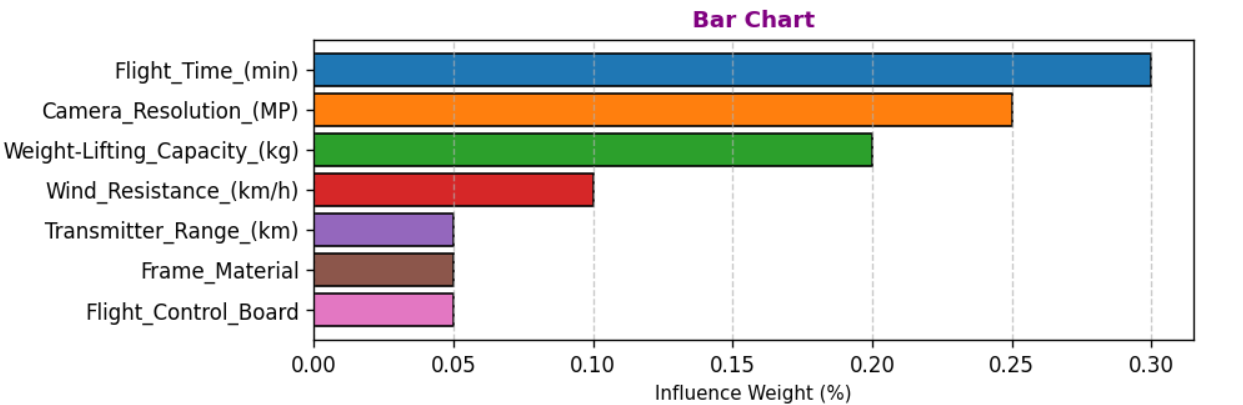 Bar Chart
Flight_Time_(min)
Camera_Resolution_(MP)
Weight-Lifting_Capacity_(kg)
Wind_Resistance_(km/h)
Transmitter_Range_(km)
Frame_Material
Flight_Control_Board
0.00 0.05 0.10 0.15 0.20 0.25 0.30
Influence Weight (%)